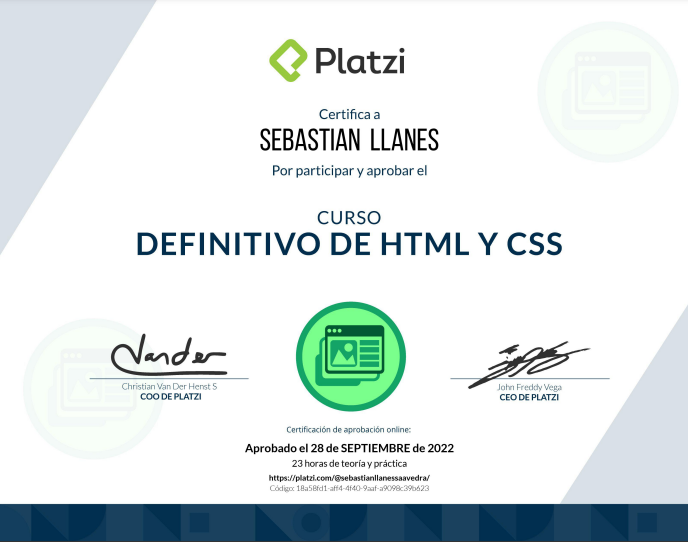 Platzi
Certifica a
SEBASTIAN LLANES
Por participar y aprobar el
CURSO
DEFINITIVO DE HTML Y CSS
Vander
Christian Van Der Henst S
COO DE PLATZI
John Freddy Vega
CEO DE PLATZI
Certificación de aprobación online:
Aprobado el 28 de SEPTIEMBRE de 2022
23 horas de teoría y práctica
https://platzi.com/@sebastianllanessaavedra/
Código: 18a58fd1-aff4-4f40-9aaf-a9098c39b623